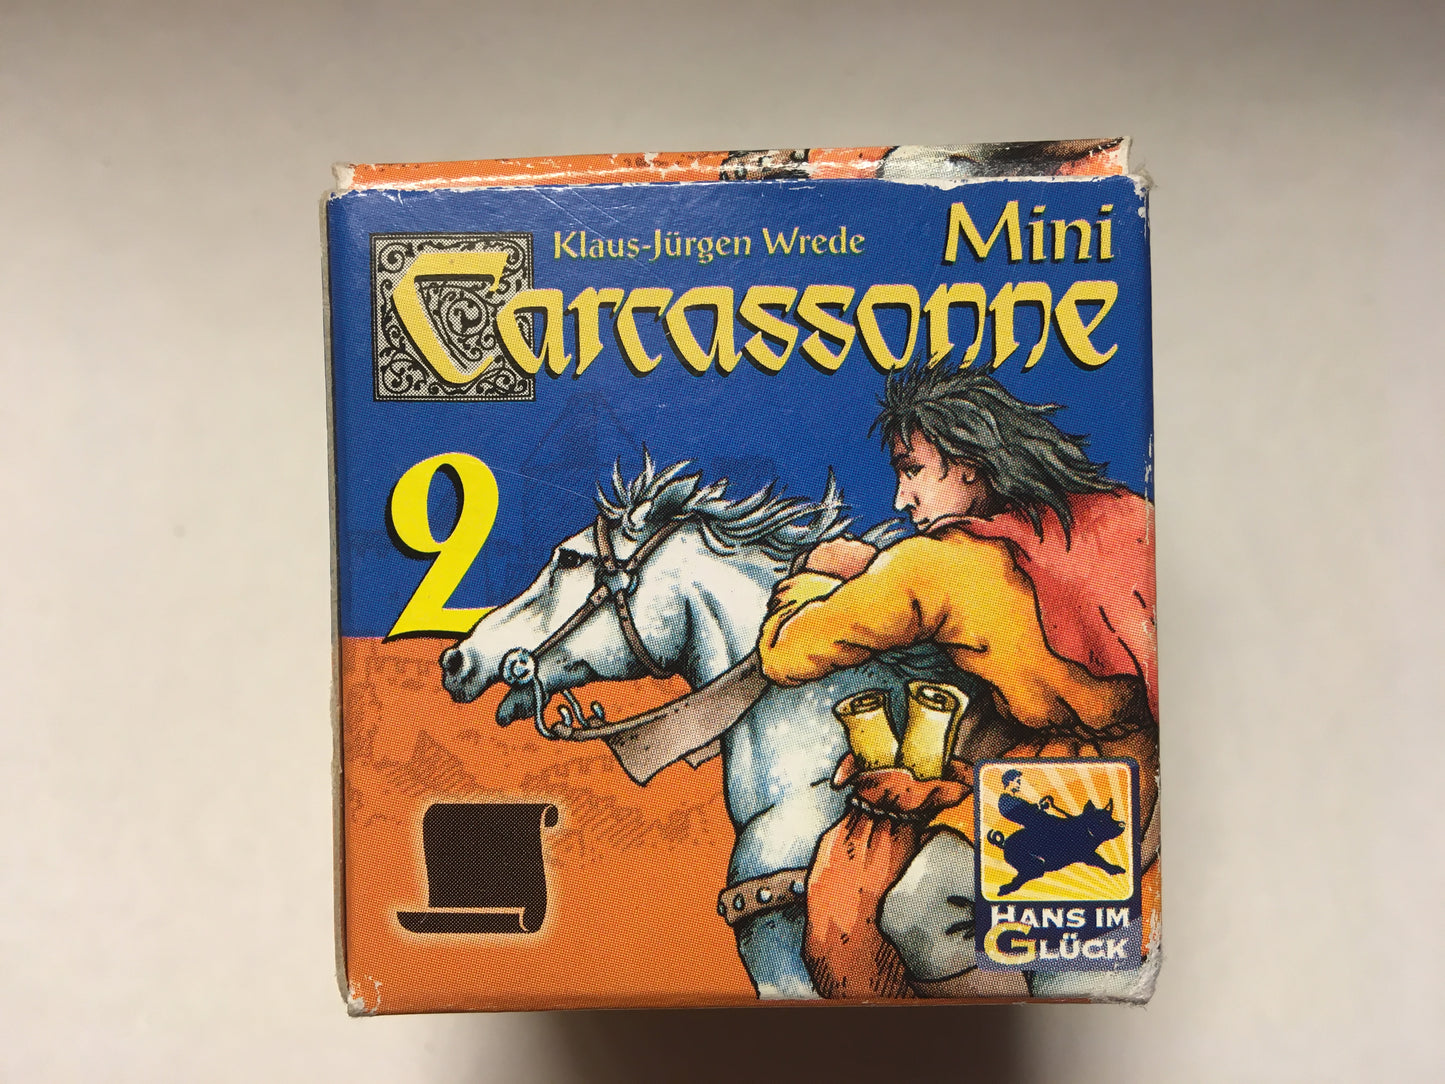 Klaus-Jürgen Wrede
Mini
Carcassonne
2
HANS IM
GLÜCK